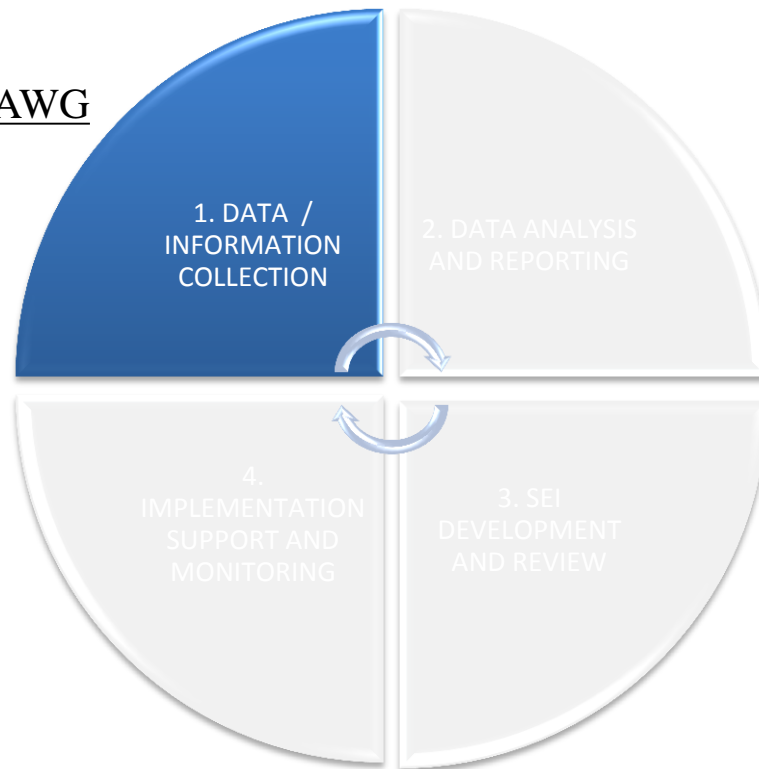 AWG
1. DATA /
INFORMATION
COLLECTION
2. DATA ANALYSIS
AND REPORTING
4.
IMPLEMENTATION
SUPPORT AND
MONITORING
3. SEI
DEVELOPMENT
AND REVIEW